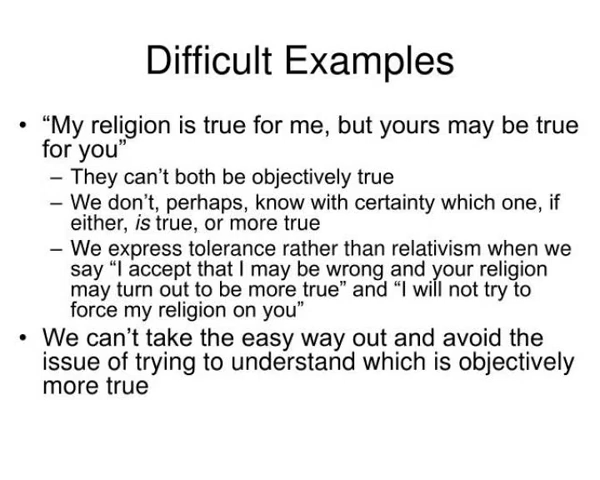 Difficult Examples
• “My religion is true for me, but yours may be true
for you”
– They can’t both be objectively true
– We don’t, perhaps, know with certainty which one, if
either, is true, or more true
– We express tolerance rather than relativism when we
say “I accept that I may be wrong and your religion
may turn out to be more true” and “I will not try to
force my religion on you”
• We can’t take the easy way out and avoid the
issue of trying to understand which is objectively
more true